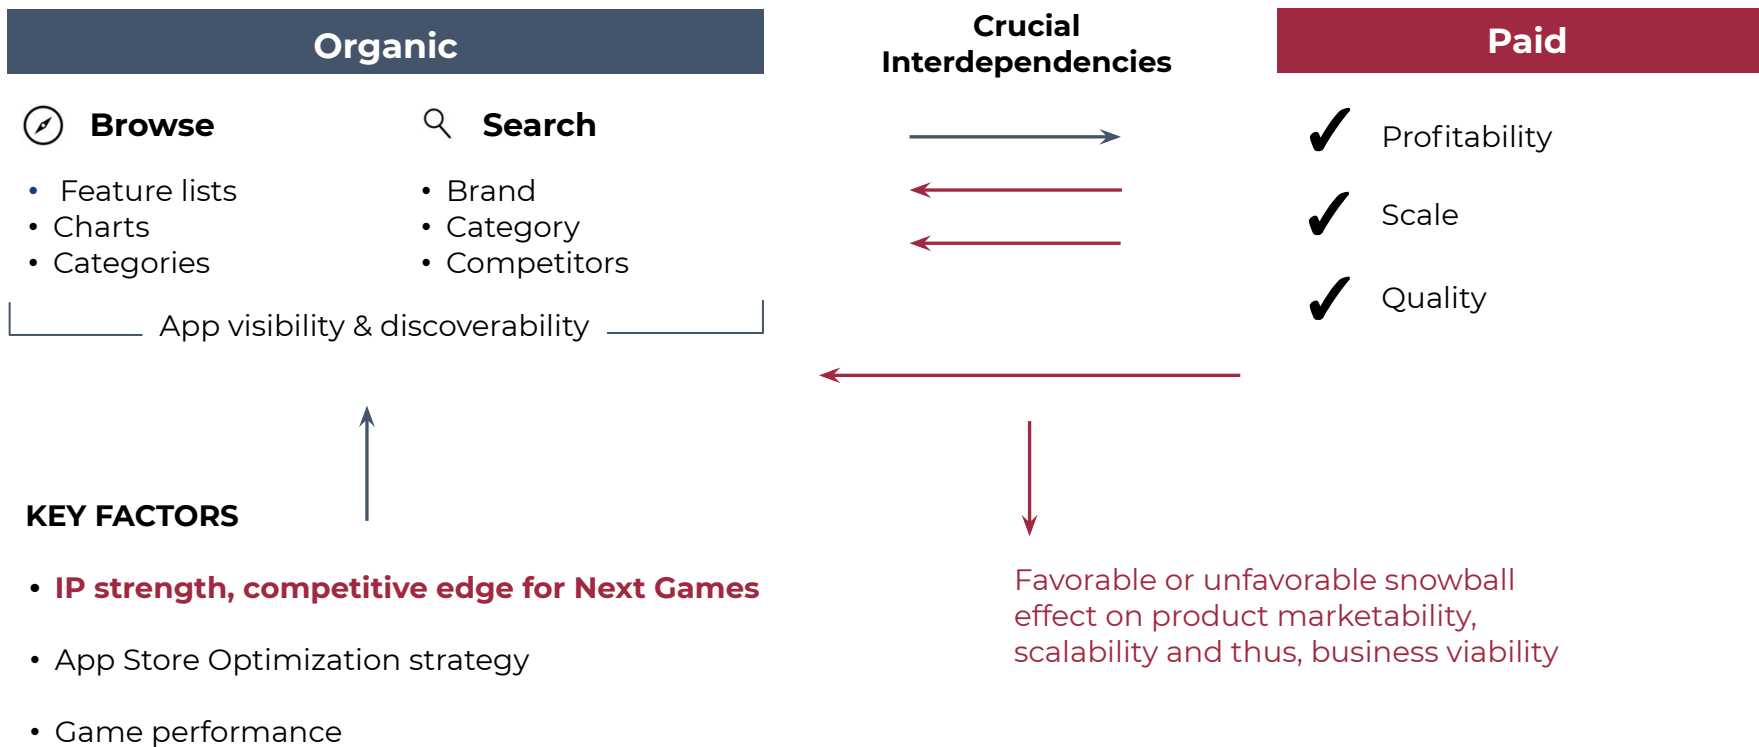 Organic
Browse
• Feature lists
• Charts
• Categories
Search
• Brand
• Category
• Competitors
App visibility & discoverability
Crucial
Interdependencies
Paid
✓ Profitability
✓ Scale
✓ Quality
KEY FACTORS
• IP strength, competitive edge for Next Games
• App Store Optimization strategy
• Game performance
Favorable or unfavorable snowball
effect on product marketability,
scalability and thus, business viability